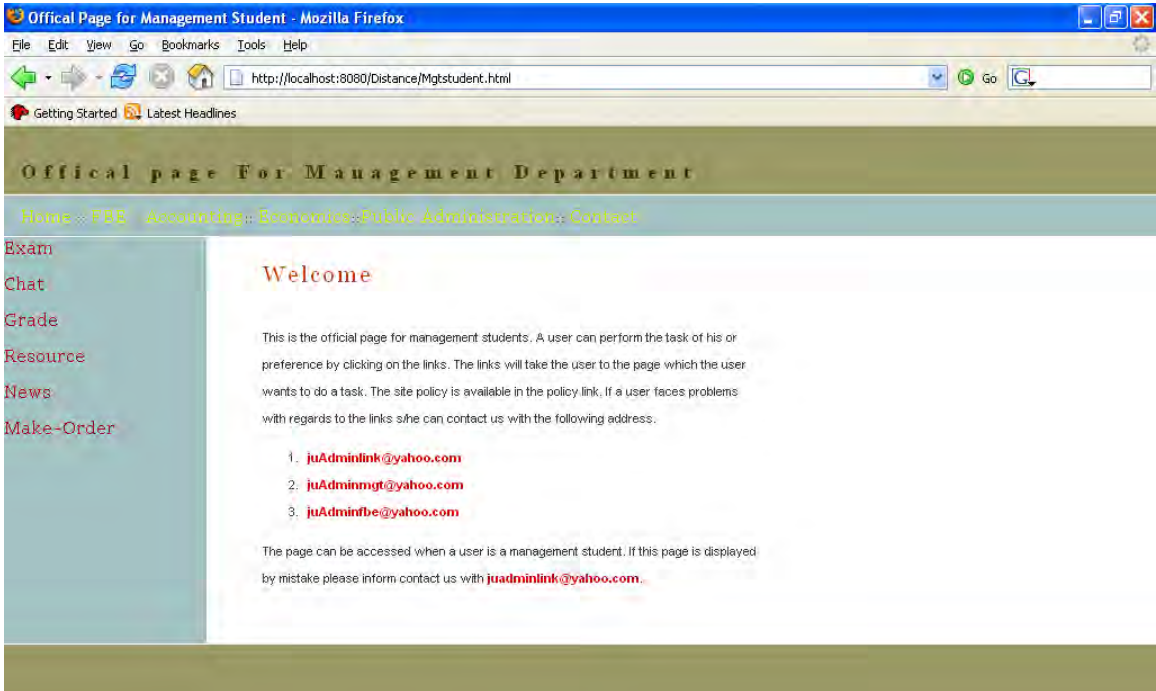 Offical Page for Management Student - Mozilla Firefox
File Edit View Go Bookmarks Tools Help
http://localhost:8080/Distance/Mgtstudent.html Go G
Getting Started Latest Headlines
Offical page For Management Department
Home :: FBE :: Accounting:: Economics::Public Administration:: Contact
Exam
Chat
Grade
Resource
News
Make-Order
Welcome
This is the official page for management students. A user can perform the task of his or
preference by clicking on the links. The links will take the user to the page which the user
wants to do a task. The site policy is available in the policy link. If a user faces problems
with regards to the links s/he can contact us with the following address.
1. juAdminlink@yahoo.com
2. juAdminmgt@yahoo.com
3. juAdminfbe@yahoo.com
The page can be accessed when a user is a management student. If this page is displayed
by mistake please inform contact us with juadminlink@yahoo.com.